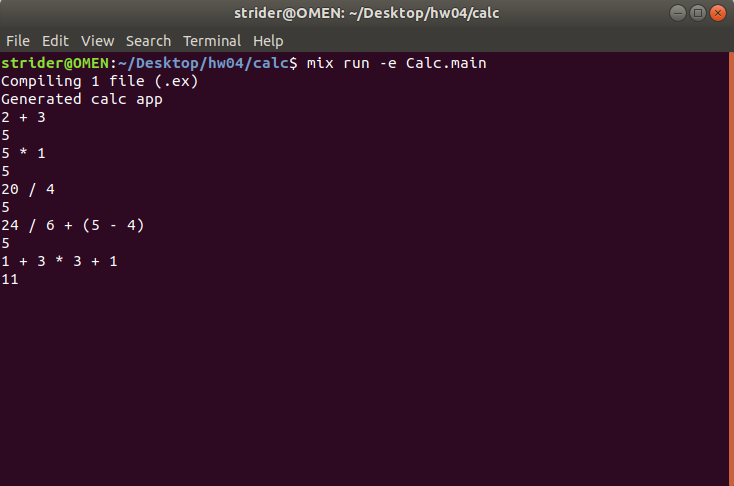 strider@OMEN: ~/Desktop/hw04/calc
File Edit View Search Terminal Help
strider@OMEN:~/Desktop/hw04/calc$ mix run -e Calc.main
Compiling 1 file (.ex)
Generated calc app
2 + 3
5
5 * 1
5
20 / 4
5
24 / 6 + (5 - 4)
5
1 + 3 * 3 + 1
11